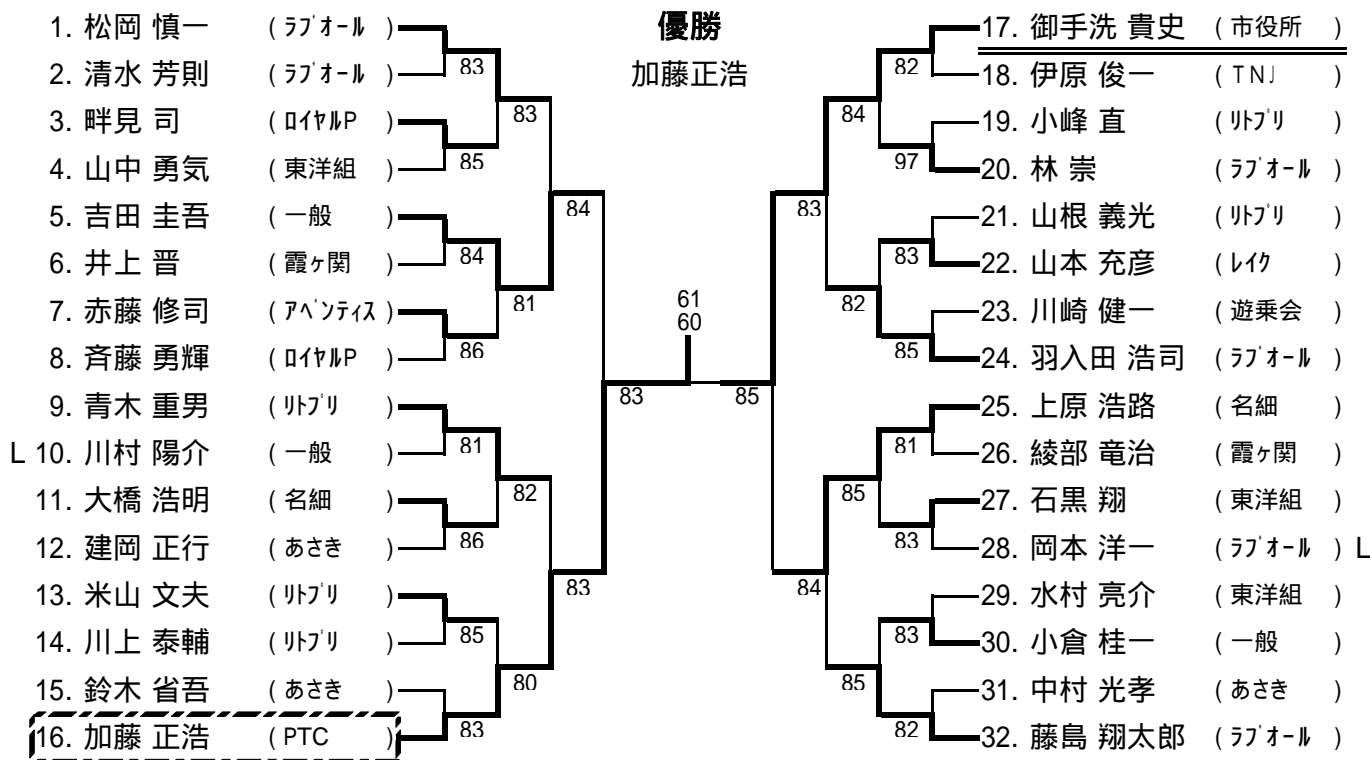 優勝
加藤正浩
1. 松岡 慎一 ( ﾗﾌﾞｵｰﾙ )
2. 清水 芳則 ( ﾗﾌﾞｵｰﾙ )
83
3. 畔見 司 ( ﾛｲﾔﾙP )
83
4. 山中 勇気 ( 東洋組 )
85
5. 吉田 圭吾 ( 一般 )
84
6. 井上 晋 ( 霞ヶ関 )
84
7. 赤藤 修司 ( ｱﾍﾞﾝﾃｨｽ )
81
8. 斉藤 勇輝 ( ﾛｲﾔﾙP )
86
9. 青木 重男 ( ﾘﾄﾌﾟﾘ )
83
L 10. 川村 陽介 ( 一般 )
81
11. 大橋 浩明 ( 名細 )
82
12. 建岡 正行 ( あさき )
86
13. 米山 文夫 ( ﾘﾄﾌﾟﾘ )
83
14. 川上 泰輔 ( ﾘﾄﾌﾟﾘ )
85
15. 鈴木 省吾 ( あさき )
80
16. 加藤 正浩 ( PTC )
83
61
60
17. 御手洗 貴史 ( 市役所 )
82
18. 伊原 俊一 ( TNJ )
84
19. 小峰 直 ( ﾘﾄﾌﾟﾘ )
97
20. 林 崇 ( ﾗﾌﾞｵｰﾙ )
83
21. 山根 義光 ( ﾘﾄﾌﾟﾘ )
83
22. 山本 充彦 ( ﾚｲｸ )
82
23. 川崎 健一 ( 遊乗会 )
85
24. 羽入田 浩司 ( ﾗﾌﾞｵｰﾙ )
85
25. 上原 浩路 ( 名細 )
81
26. 綾部 竜治 ( 霞ヶ関 )
85
27. 石黒 翔 ( 東洋組 )
83
28. 岡本 洋一 ( ﾗﾌﾞｵｰﾙ ) L
84
29. 水村 亮介 ( 東洋組 )
83
30. 小倉 桂一 ( 一般 )
85
31. 中村 光孝 ( あさき )
82
32. 藤島 翔太郎 ( ﾗﾌﾞｵｰﾙ )